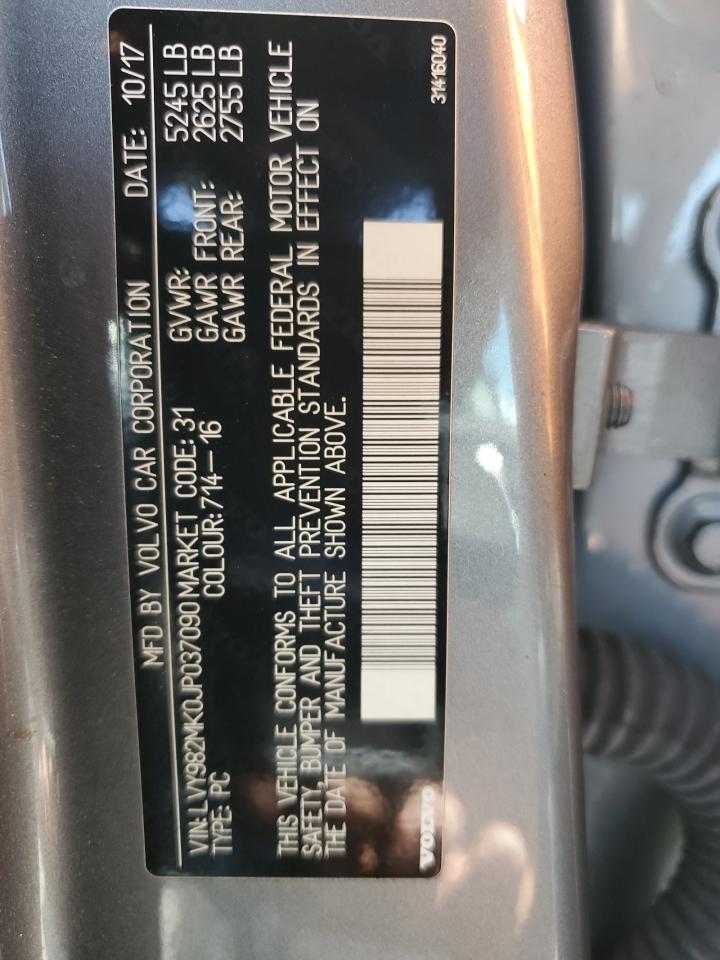 MFD BY VOLVO CAR CORPORATION DATE: 10/17
VIN: LVY982MK0JP037090 MARKET CODE: 31 GVWR: 5245 LB
TYPE: PC COLOUR: 714-16 GAWR FRONT: 2625 LB
GAWR REAR: 2755 LB
THIS VEHICLE CONFORMS TO ALL APPLICABLE FEDERAL MOTOR VEHICLE
SAFETY, BUMPER AND THEFT PREVENTION STANDARDS IN EFFECT ON
THE DATE OF MANUFACTURE SHOWN ABOVE.
VOLVO 31416040